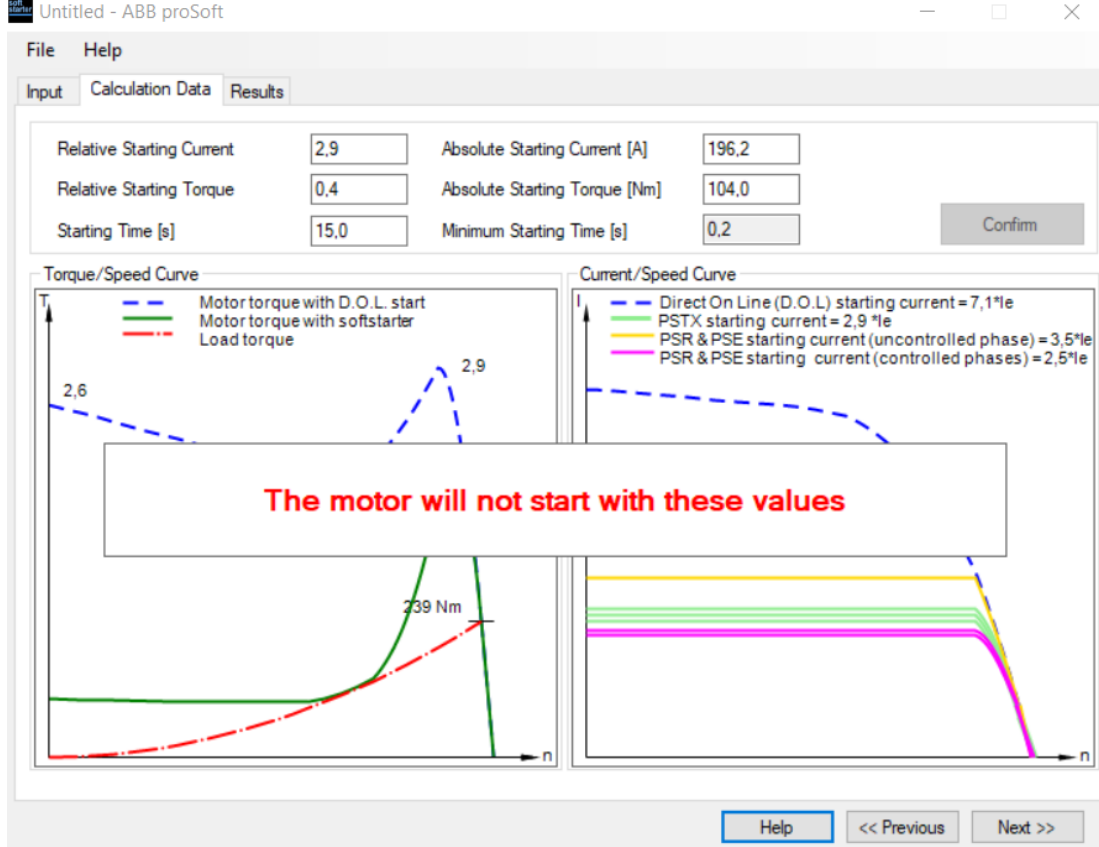 soft
starter
Untitled - ABB proSoft
File Help
Input Calculation Data Results
Relative Starting Current 2,9 Absolute Starting Current [A] 196,2
Relative Starting Torque 0,4 Absolute Starting Torque [Nm] 104,0
Starting Time [s] 15,0 Minimum Starting Time [s] 0,2
Confirm
Torque/Speed Curve
T
Motor torque with D.O.L. start
Motor torque with softstarter
Load torque
2,6
2,9
239 Nm
n
Current/Speed Curve
I
Direct On Line (D.O.L) starting current = 7,1*Ie
PSTX starting current = 2,9 *Ie
PSR & PSE starting current (uncontrolled phase) = 3,5*Ie
PSR & PSE starting current (controlled phases) = 2,5*Ie
n
The motor will not start with these values
Help << Previous Next >>